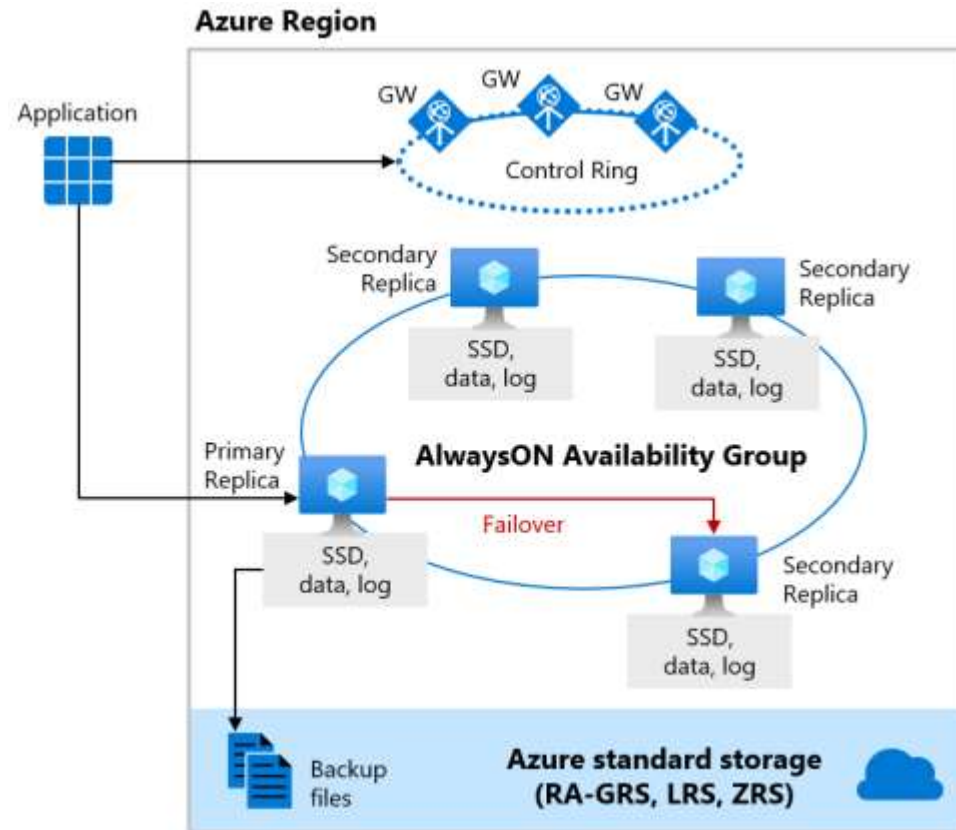 Azure Region
GW
GW
GW
Application
Control Ring
Secondary
Replica
Secondary
Replica
SSD,
data, log
SSD,
data, log
Primary
Replica
AlwaysON Availability Group
Failover
SSD,
data, log
Secondary
Replica
SSD,
data, log
Backup
files
Azure standard storage
(RA-GRS, LRS, ZRS)